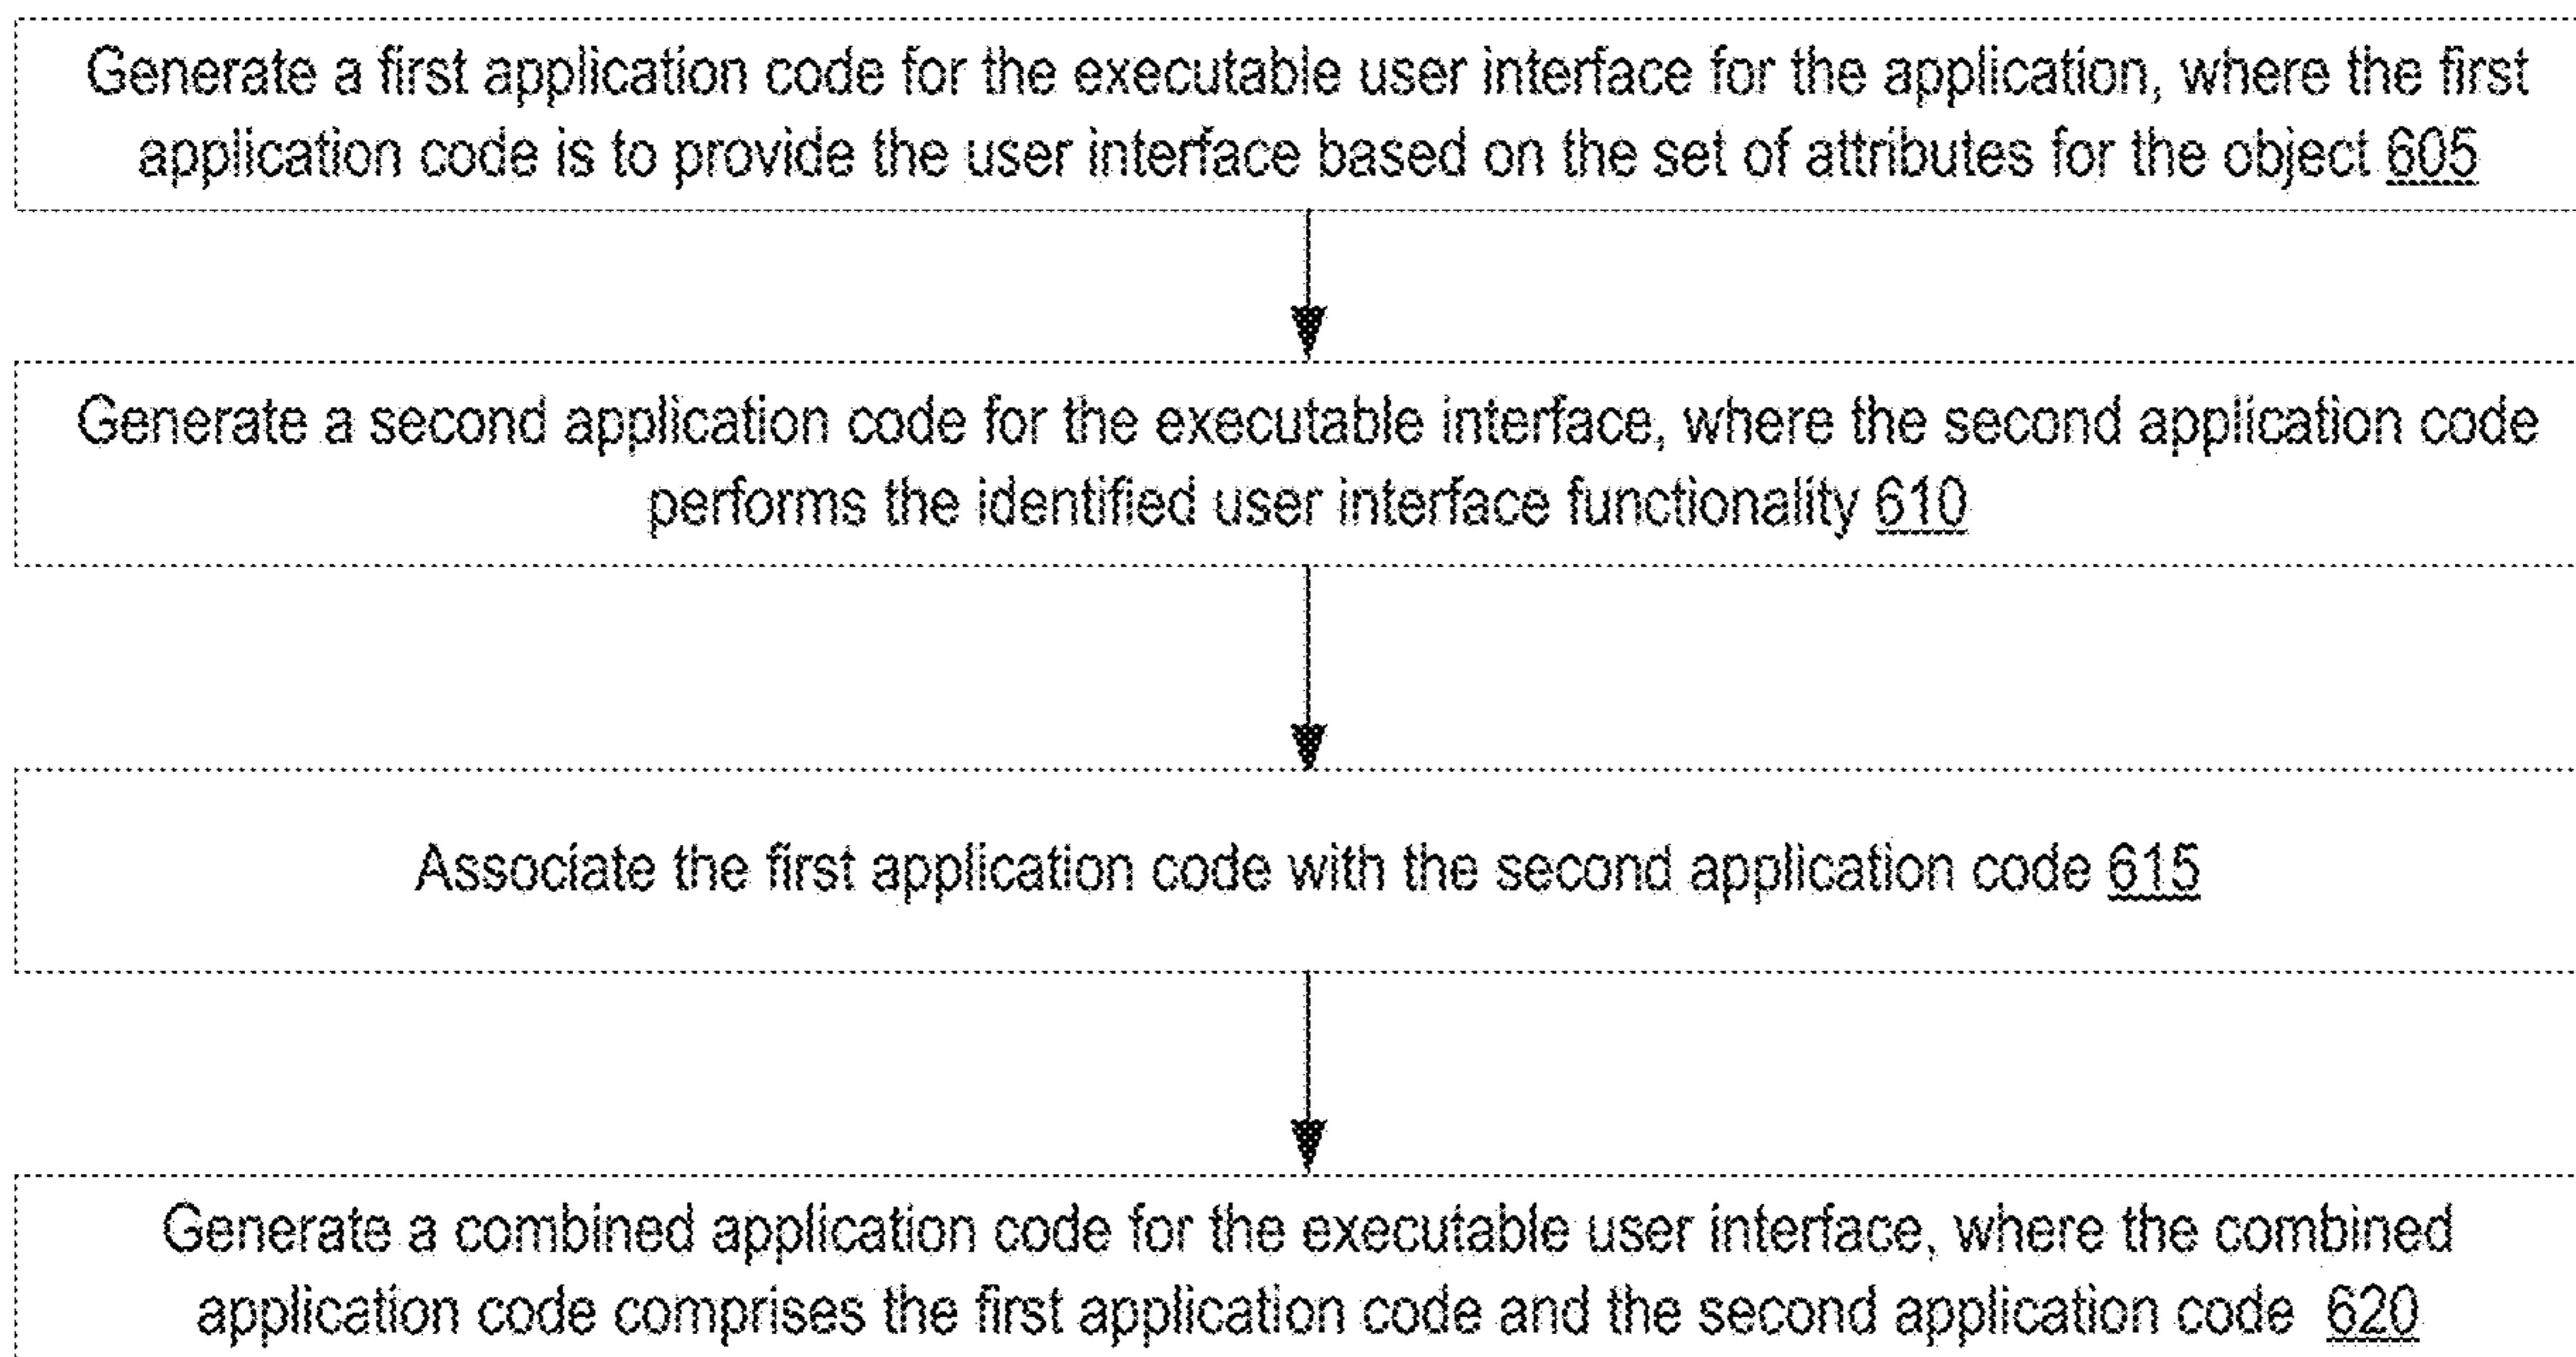 Generate a first application code for the executable user interface for the application, where the first
application code is to provide the user interface based on the set of attributes for the object 605
Generate a second application code for the executable interface, where the second application code
performs the identified user interface functionality 610
Associate the first application code with the second application code 615
Generate a combined application code for the executable user interface, where the combined
application code comprises the first application code and the second application code 620